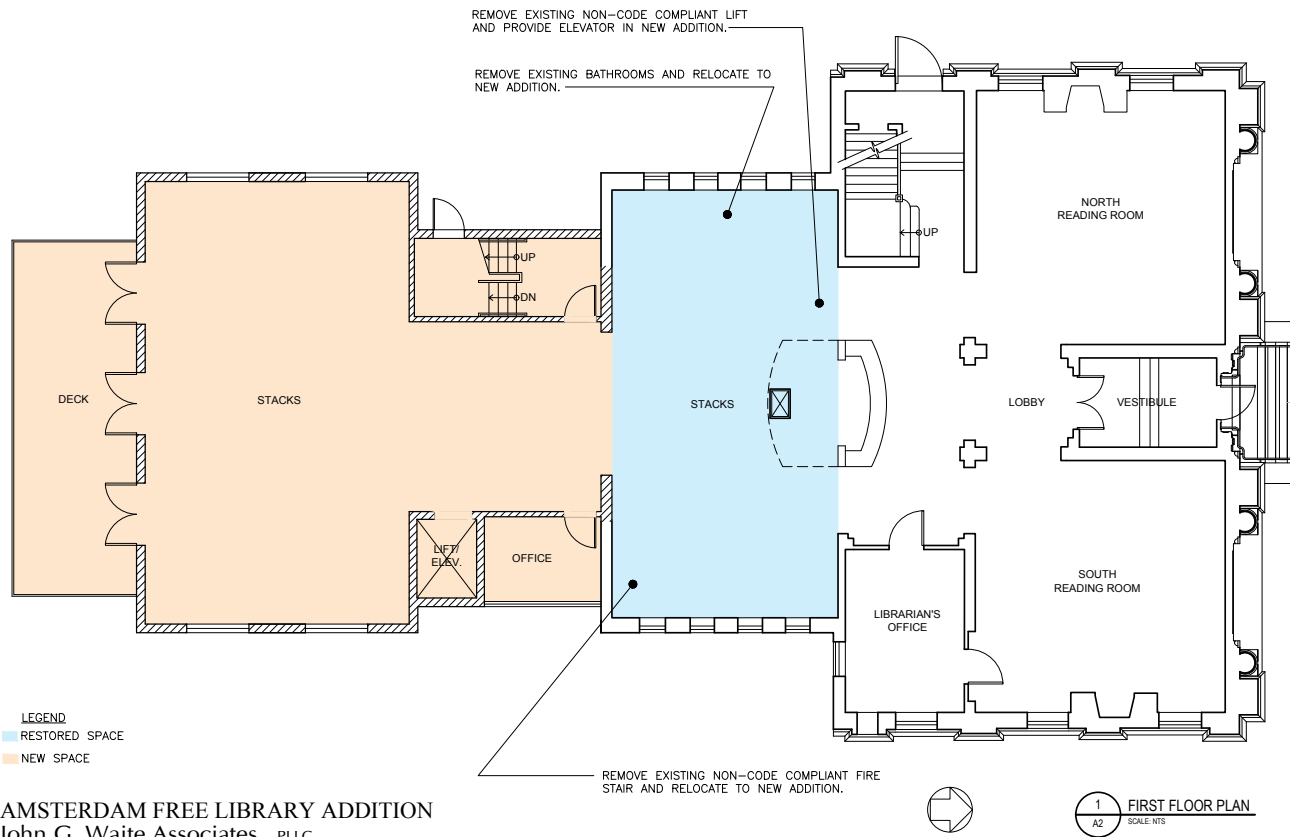 REMOVE EXISTING NON-CODE COMPLIANT LIFT
AND PROVIDE ELEVATOR IN NEW ADDITION.
REMOVE EXISTING BATHROOMS AND RELOCATE TO
NEW ADDITION.
NORTH
READING ROOM
UP
UP
DN
DECK
STACKS
STACKS
LOBBY
VESTIBULE
LIFT/
ELEV.
OFFICE
SOUTH
READING ROOM
LIBRARIAN'S
OFFICE
LEGEND
RESTORED SPACE
NEW SPACE
REMOVE EXISTING NON-CODE COMPLIANT FIRE
STAIR AND RELOCATE TO NEW ADDITION.
AMSTERDAM FREE LIBRARY ADDITION
John G. Waite Associates, PLLC
1
A2
FIRST FLOOR PLAN
SCALE: NTS